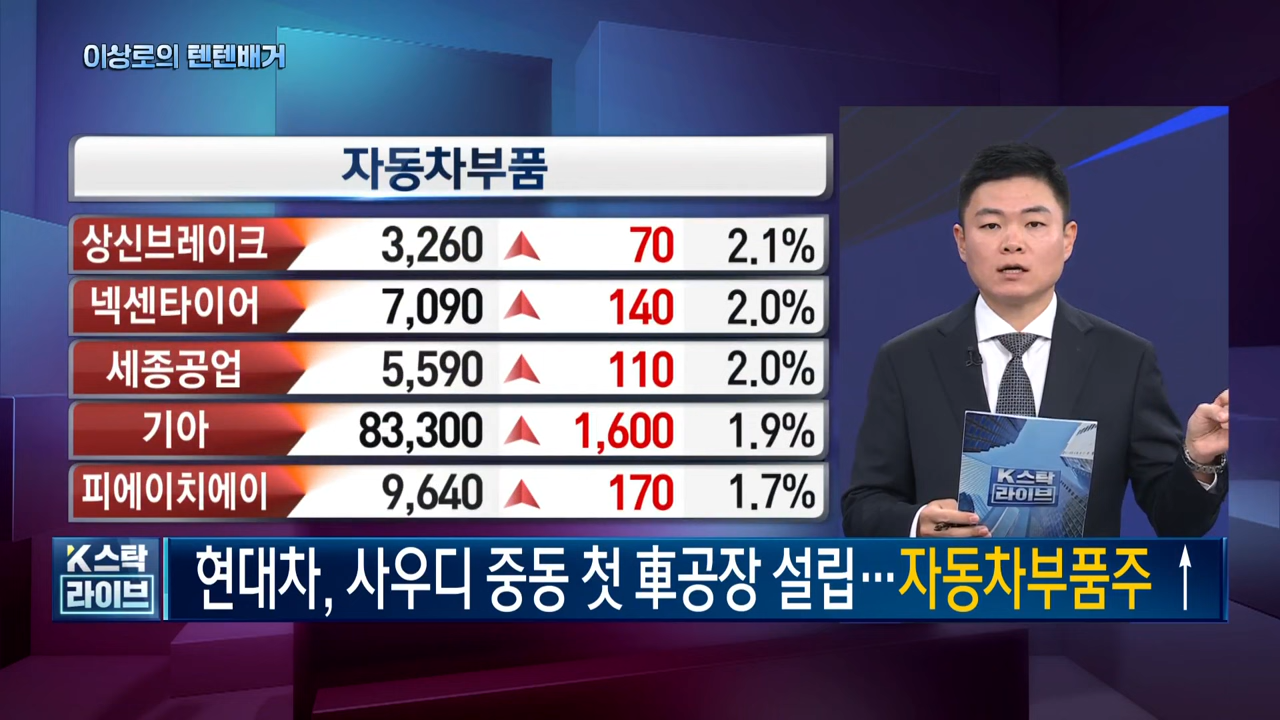 이상로의 텐텐배거
자동차부품
상신브레이크 3,260 ▲ 70 2.1%
넥센타이어 7,090 ▲ 140 2.0%
세종공업 5,590 ▲ 110 2.0%
기아 83,300 ▲ 1,600 1.9%
피에이치에이 9,640 ▲ 170 1.7%
K스탁
라이브
K스탁
라이브
현대차, 사우디 중동 첫 車공장 설립…자동차부품주 ↑